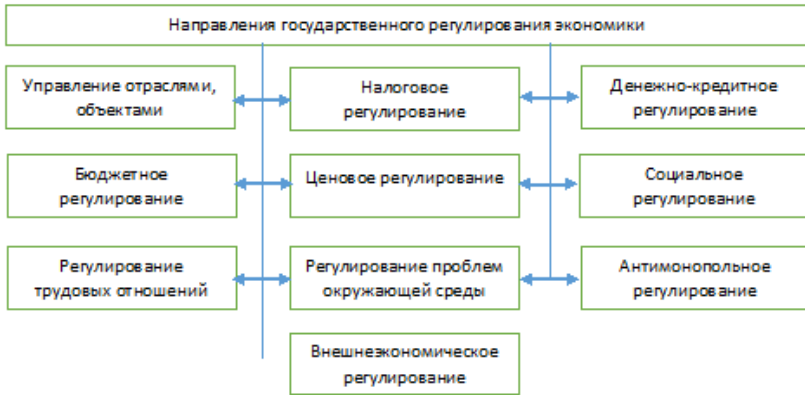 Направления государственного регулирования экономики
Управление отраслями,
объектами
Налоговое
регулирование
Денежно-кредитное
регулирование
Бюджетное
регулирование
Ценовое регулирование
Социальное
регулирование
Регулирование
трудовых отношений
Регулирование проблем
окружающей среды
Антимонопольное
регулирование
Внешнеэкономическое
регулирование